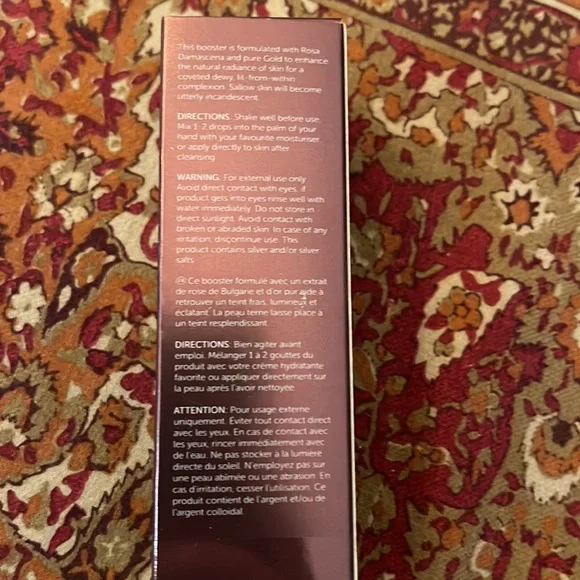 This booster is formulated with Rosa
Damascena and pure Gold to enhance
the natural radiance of skin for a
coveted dewy, lit-from-within
complexion. Sallow skin will become
utterly incandescent.
DIRECTIONS. Shake well before use.
Mix 1-2 drops into the palm of your
hand with your favourite moisturiser
or apply directly to skin after
cleansing.
WARNING. For external use only.
Avoid direct contact with eyes, if
product gets into eyes rinse well with
water immediately. Do not store in
direct sunlight. Avoid contact with
broken or abraded skin. In case of any
irritation, discontinue use. This
product contains silver and/or silver
salts.
Ce booster formulé avec un extrait
de rose de Bulgarie et d'or pur aide à
retrouver un teint frais, lumineux et
éclatant. La peau terne laisse place à
un teint resplendissant.
DIRECTIONS. Bien agiter avant
emploi. Mélanger 1 à 2 gouttes du
produit avec votre crème hydratante
favorite ou appliquer directement sur
la peau après l'avoir nettoyée.
ATTENTION: Pour usage externe
uniquement. Eviter tout contact direct
avec les yeux. En cas de contact avec
les yeux, rincer immédiatement avec
de l'eau. Ne pas stocker à la lumière
directe du soleil. N'employez pas sur
une peau abimée ou une abrasion. En
cas d'irritation, cesser l'utilisation. Ce
produit contient de l'argent et/ou de
l'argent colloidal.